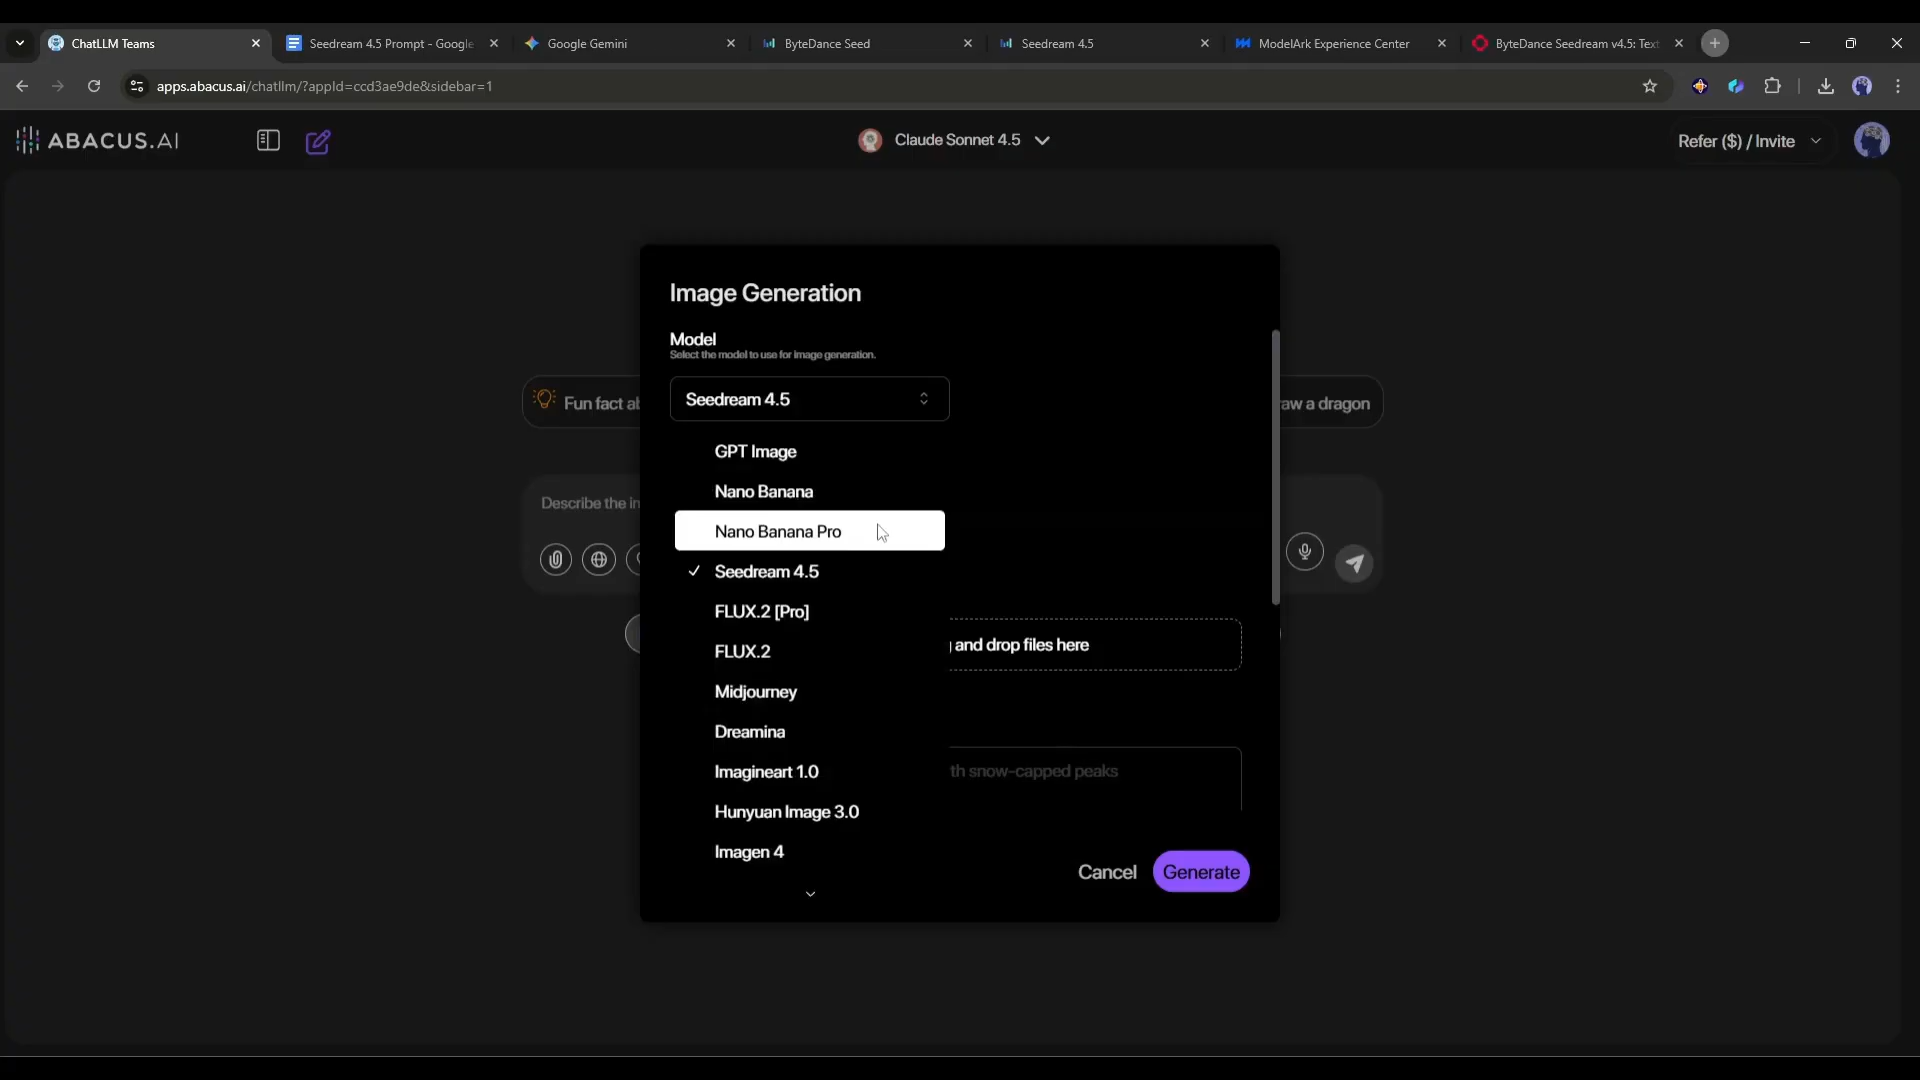 ChatLLM Teams
Seedream 4.5 Prompt - Google
Google Gemini
ByteDance Seed
Seedream 4.5
ModelArk Experience Center
ByteDance Seedream v4.5: Text
apps.abacus.ai/chatllm/?appId=ccd3ae9de&sidebar=1
ABACUS.AI
Claude Sonnet 4.5
Refer ($) / Invite
Image Generation
Model
Select the model to use for image generation.
Seedream 4.5
Fun fact ab
aw a dragon
GPT Image
Nano Banana
Describe the in
Nano Banana Pro
Seedream 4.5
FLUX.2 [Pro]
and drop files here
FLUX.2
Midjourney
Dreamina
Imagineart 1.0
th snow-capped peaks
Hunyuan Image 3.0
Imagen 4
Cancel
Generate